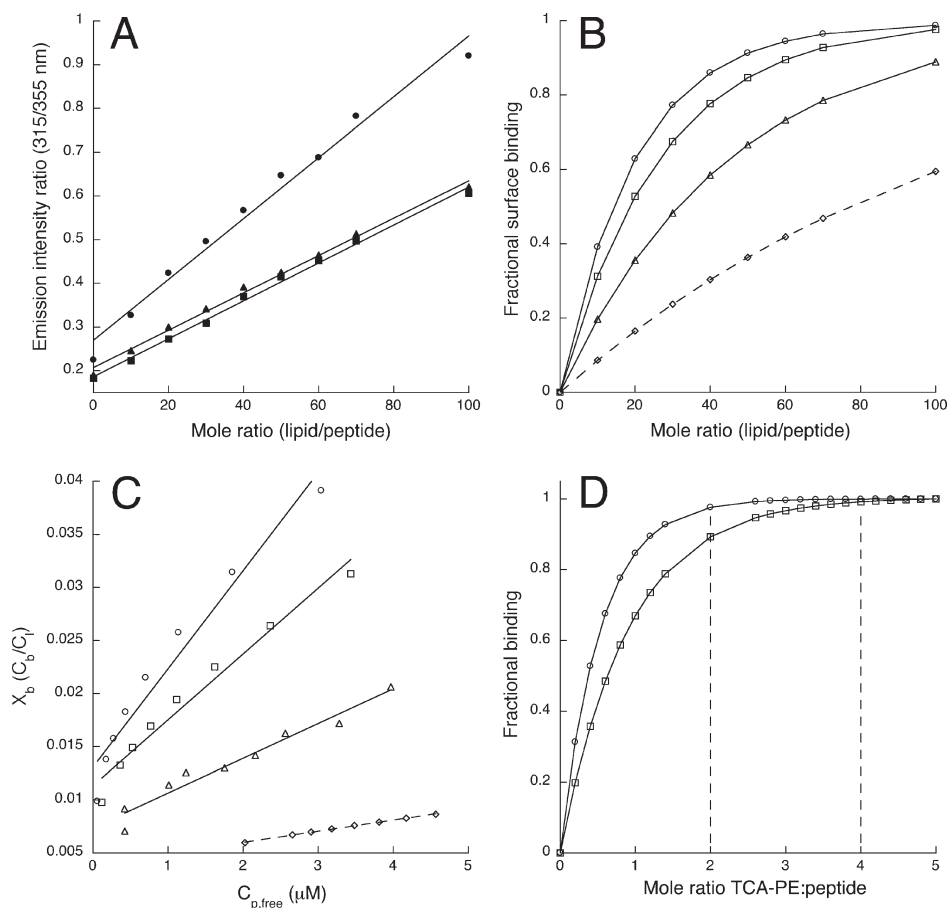 A
1
0.9
0.8
0.7
0.6
0.5
0.4
0.3
0.2
Emission intensity ratio (315/355 nm)
0 20 40 60 80 100
Mole ratio (lipid/peptide)
B
1
0.8
0.6
0.4
0.2
0
Fractional surface binding
0 20 40 60 80 100
Mole ratio (lipid/peptide)
C
0.04
0.035
0.03
0.025
0.02
0.015
0.01
0.005
X_b (C_b/C_l)
0 1 2 3 4 5
C_p,free (μM)
D
1
0.8
0.6
0.4
0.2
0
Fractional binding
0 1 2 3 4 5
Mole ratio TCA-PE:peptide